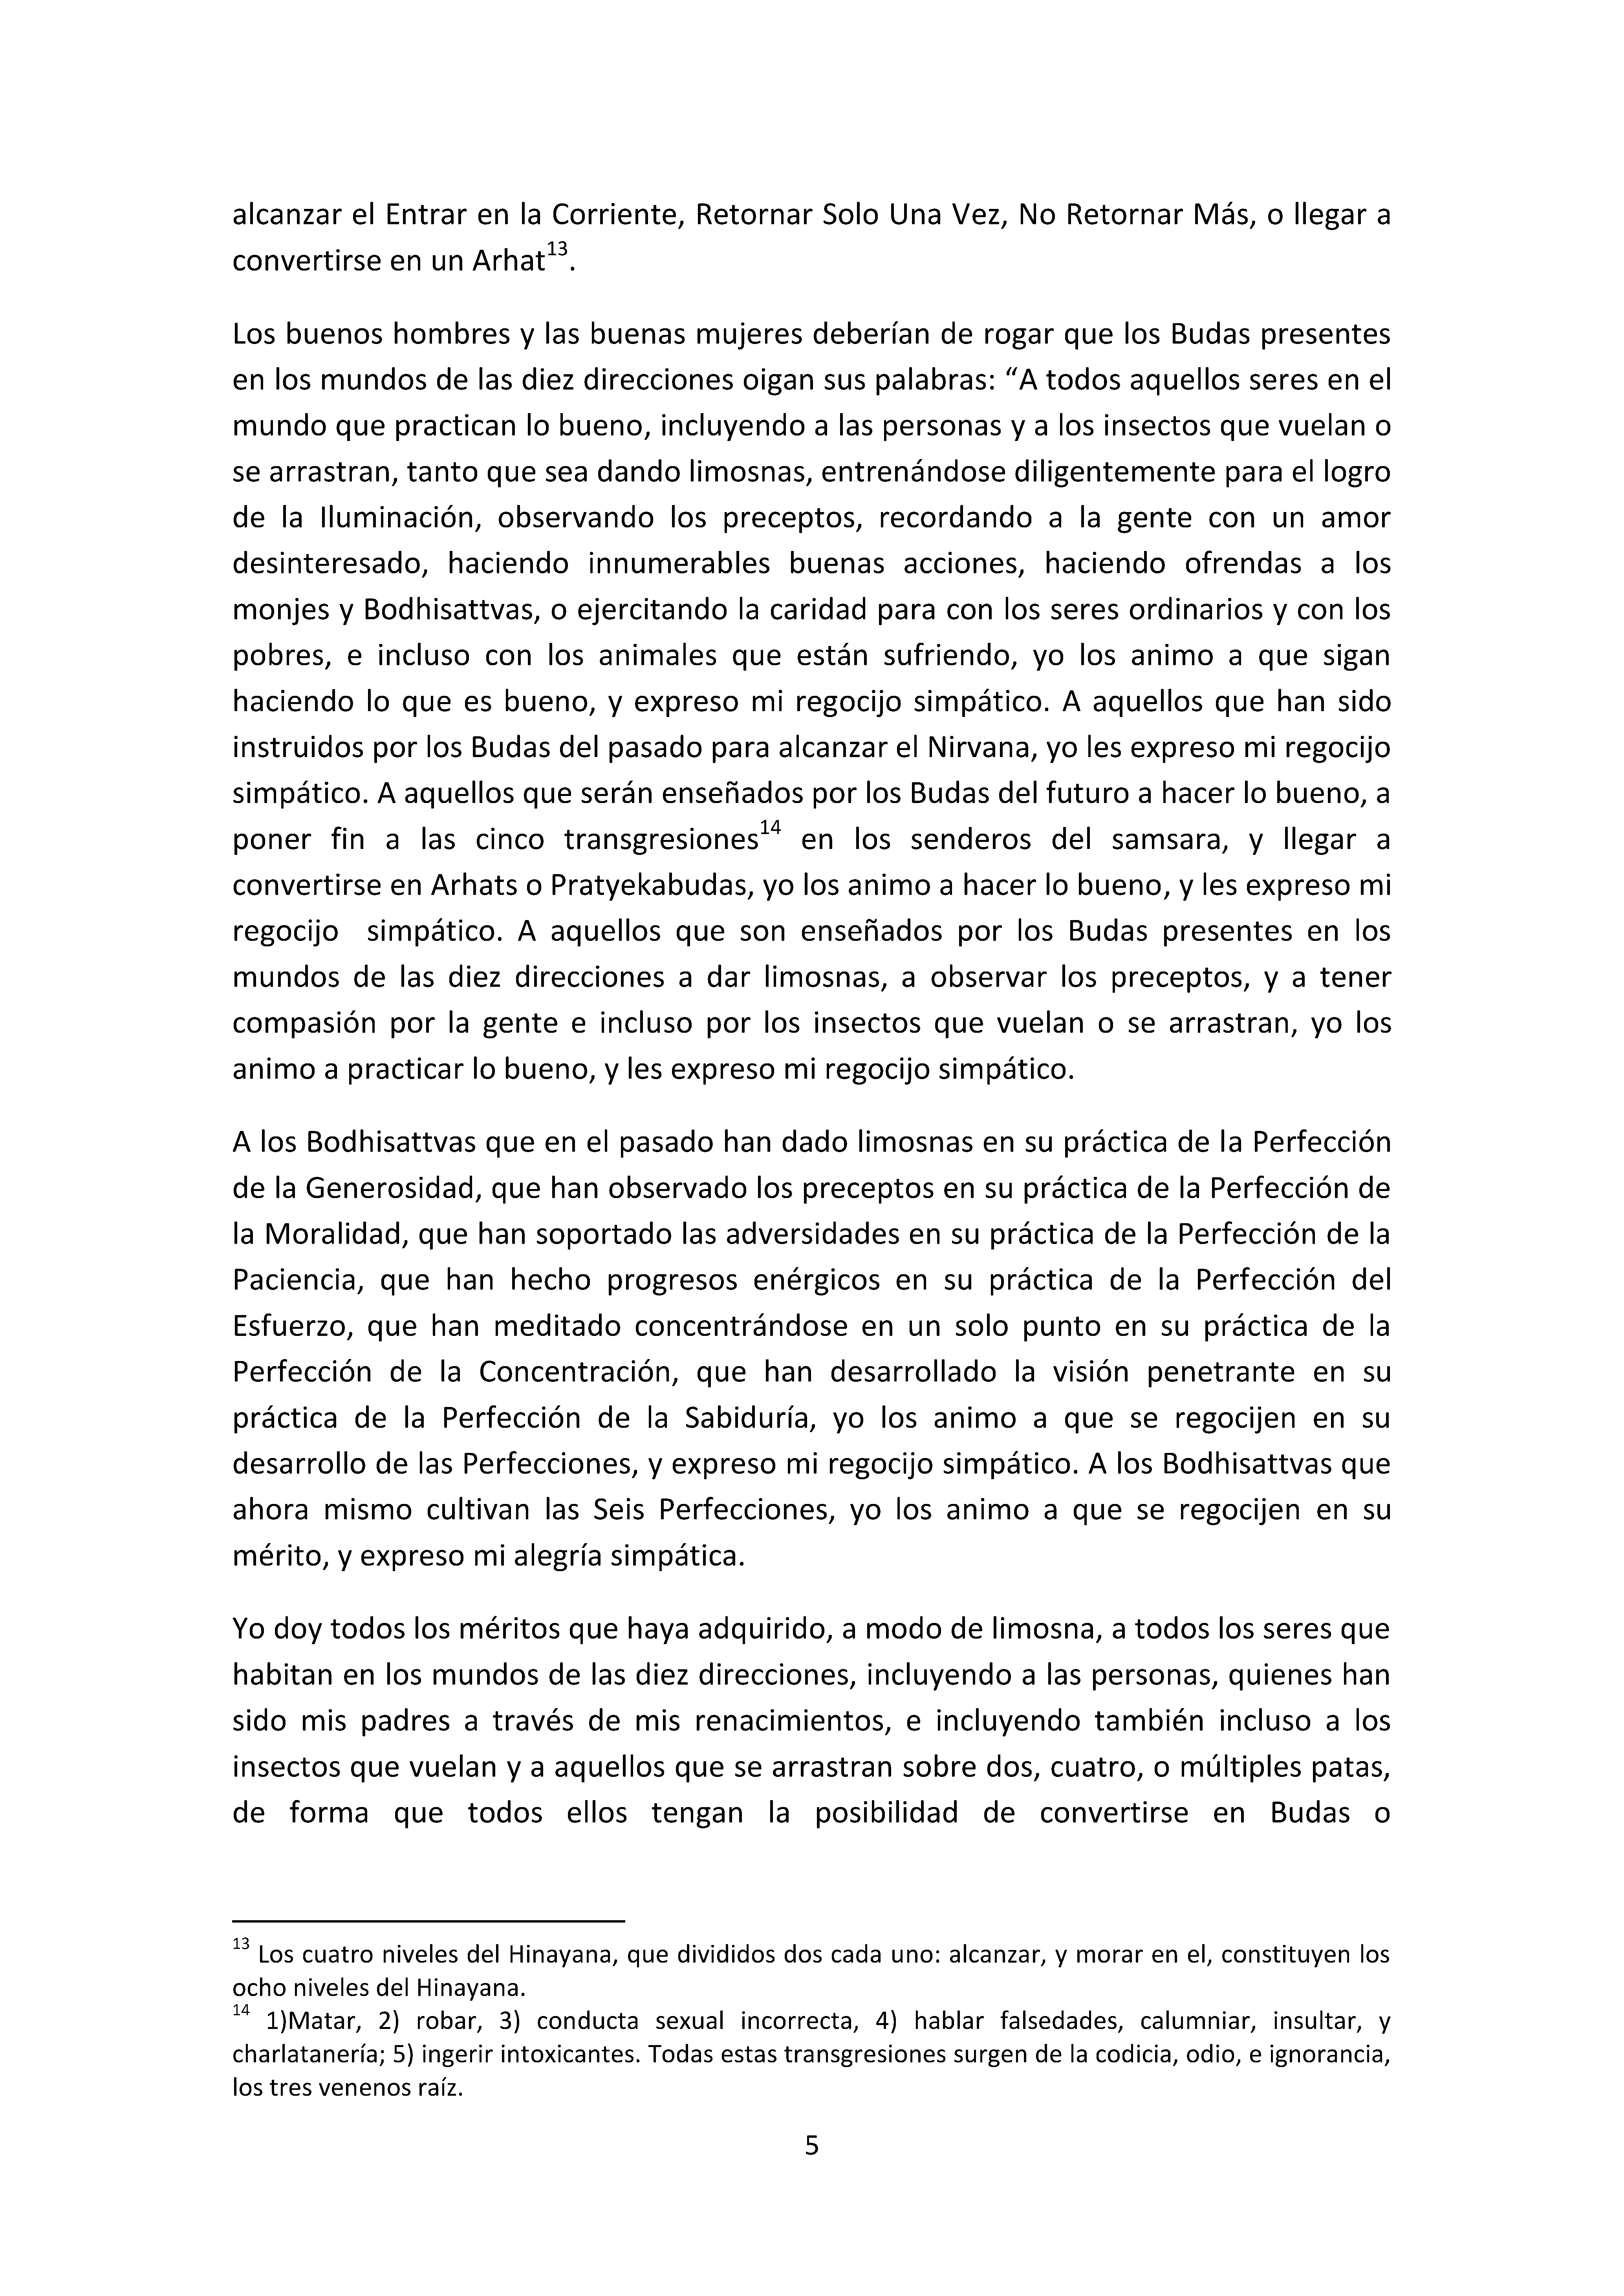 alcanzar el Entrar en la Corriente, Retornar Solo Una Vez, No Retornar Más, o llegar a
convertirse en un Arhat13.
Los buenos hombres y las buenas mujeres deberían de rogar que los Budas presentes
en los mundos de las diez direcciones oigan sus palabras: “A todos aquellos seres en el
mundo que practican lo bueno, incluyendo a las personas y a los insectos que vuelan o
se arrastran, tanto que sea dando limosnas, entrenándose diligentemente para el logro
de la Iluminación, observando los preceptos, recordando a la gente con un amor
desinteresado, haciendo innumerables buenas acciones, haciendo ofrendas a los
monjes y Bodhisattvas, o ejercitando la caridad para con los seres ordinarios y con los
pobres, e incluso con los animales que están sufriendo, yo los animo a que sigan
haciendo lo que es bueno, y expreso mi regocijo simpático. A aquellos que han sido
instruidos por los Budas del pasado para alcanzar el Nirvana, yo les expreso mi regocijo
simpático. A aquellos que serán enseñados por los Budas del futuro a hacer lo bueno, a
poner fin a las cinco transgresiones14 en los senderos del samsara, y llegar a
convertirse en Arhats o Pratyekabudas, yo los animo a hacer lo bueno, y les expreso mi
regocijo simpático. A aquellos que son enseñados por los Budas presentes en los
mundos de las diez direcciones a dar limosnas, a observar los preceptos, y a tener
compasión por la gente e incluso por los insectos que vuelan o se arrastran, yo los
animo a practicar lo bueno, y les expreso mi regocijo simpático.
A los Bodhisattvas que en el pasado han dado limosnas en su práctica de la Perfección
de la Generosidad, que han observado los preceptos en su práctica de la Perfección de
la Moralidad, que han soportado las adversidades en su práctica de la Perfección de la
Paciencia, que han hecho progresos enérgicos en su práctica de la Perfección del
Esfuerzo, que han meditado concentrándose en un solo punto en su práctica de la
Perfección de la Concentración, que han desarrollado la visión penetrante en su
práctica de la Perfección de la Sabiduría, yo los animo a que se regocijen en su
desarrollo de las Perfecciones, y expreso mi regocijo simpático. A los Bodhisattvas que
ahora mismo cultivan las Seis Perfecciones, yo los animo a que se regocijen en su
mérito, y expreso mi alegría simpática.
Yo doy todos los méritos que haya adquirido, a modo de limosna, a todos los seres que
habitan en los mundos de las diez direcciones, incluyendo a las personas, quienes han
sido mis padres a través de mis renacimientos, e incluyendo también incluso a los
insectos que vuelan y a aquellos que se arrastran sobre dos, cuatro, o múltiples patas,
de forma que todos ellos tengan la posibilidad de convertirse en Budas o
13 Los cuatro niveles del Hinayana, que divididos dos cada uno: alcanzar, y morar en el, constituyen los
ocho niveles del Hinayana.
14 1)Matar, 2) robar, 3) conducta sexual incorrecta, 4) hablar falsedades, calumniar, insultar, y
charlatanería; 5) ingerir intoxicantes. Todas estas transgresiones surgen de la codicia, odio, e ignorancia,
los tres venenos raíz.
5